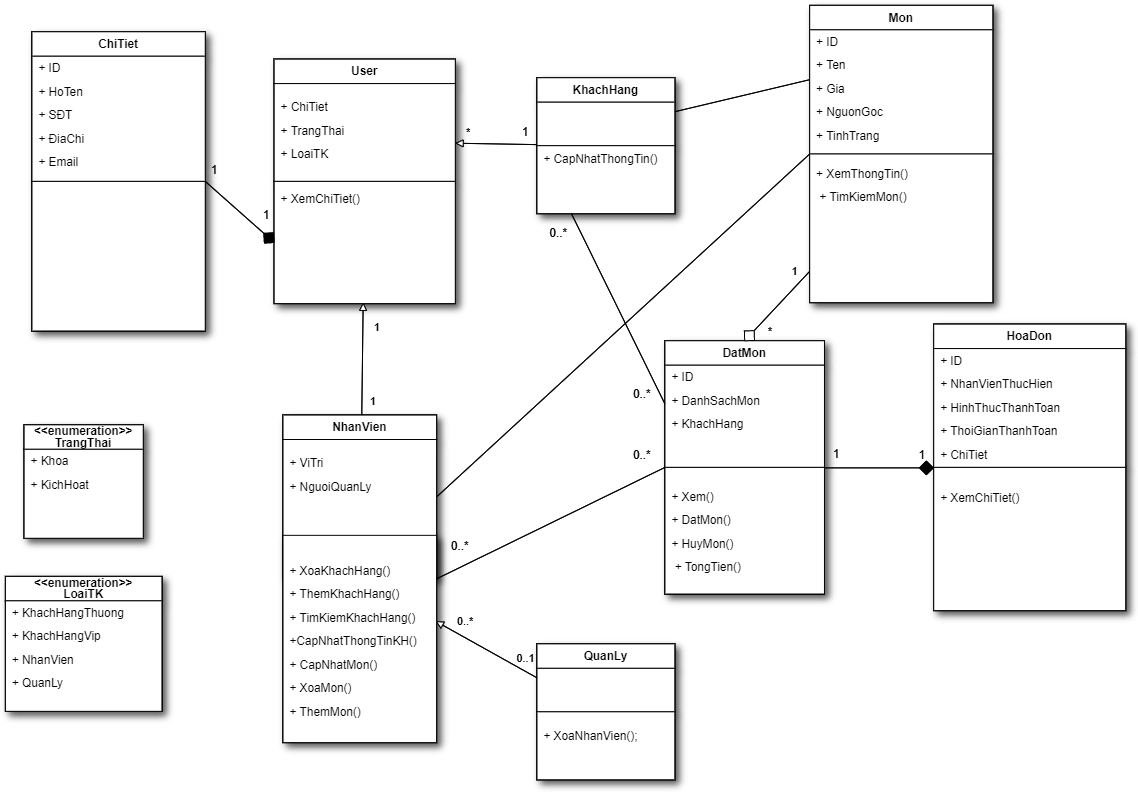 ChiTiet
+ ID
+ HoTen
+ SĐT
+ ĐiaChi
+ Email
1
1
User
+ ChiTiet
+ TrangThai
+ LoaiTK
+ XemChiTiet()
*
1
KhachHang
+ CapNhatThongTin()
0..*
Mon
+ ID
+ Ten
+ Gia
+ NguonGoc
+ TinhTrang
+ XemThongTin()
+ TimKiemMon()
1
*
1
1
NhanVien
+ ViTri
+ NguoiQuanLy
+ XoaKhachHang()
+ ThemKhachHang()
+ TimKiemKhachHang()
+CapNhatThongTinKH()
+ CapNhatMon()
+ XoaMon()
+ ThemMon()
0..*
0..*
0..*
DatMon
+ ID
+ DanhSachMon
+ KhachHang
+ Xem()
+ DatMon()
+ HuyMon()
+ TongTien()
1
1
HoaDon
+ ID
+ NhanVienThucHien
+ HinhThucThanhToan
+ ThoiGianThanhToan
+ ChiTiet
+ XemChiTiet()
<<enumeration>>
TrangThai
+ Khoa
+ KichHoat
<<enumeration>>
LoaiTK
+ KhachHangThuong
+ KhachHangVip
+ NhanVien
+ QuanLy
0..*
0..1
QuanLy
+ XoaNhanVien();